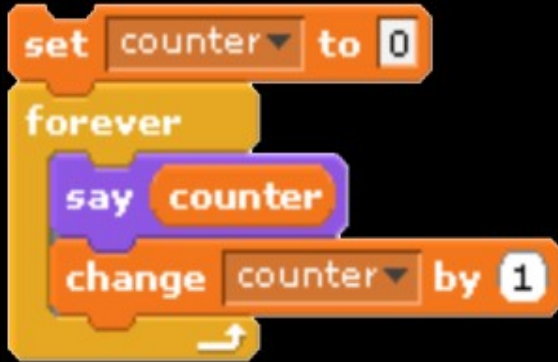 set counter to 0
forever
say counter
change counter by 1